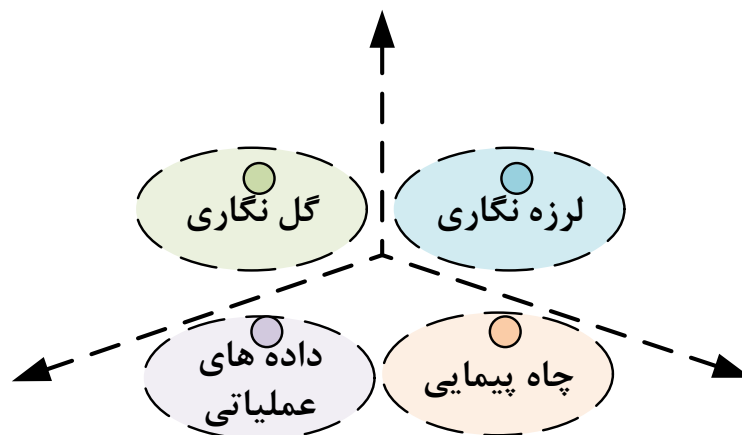 لرزه نگاری
گل نگاری
چاه پیمایی
داده های
عملیاتی